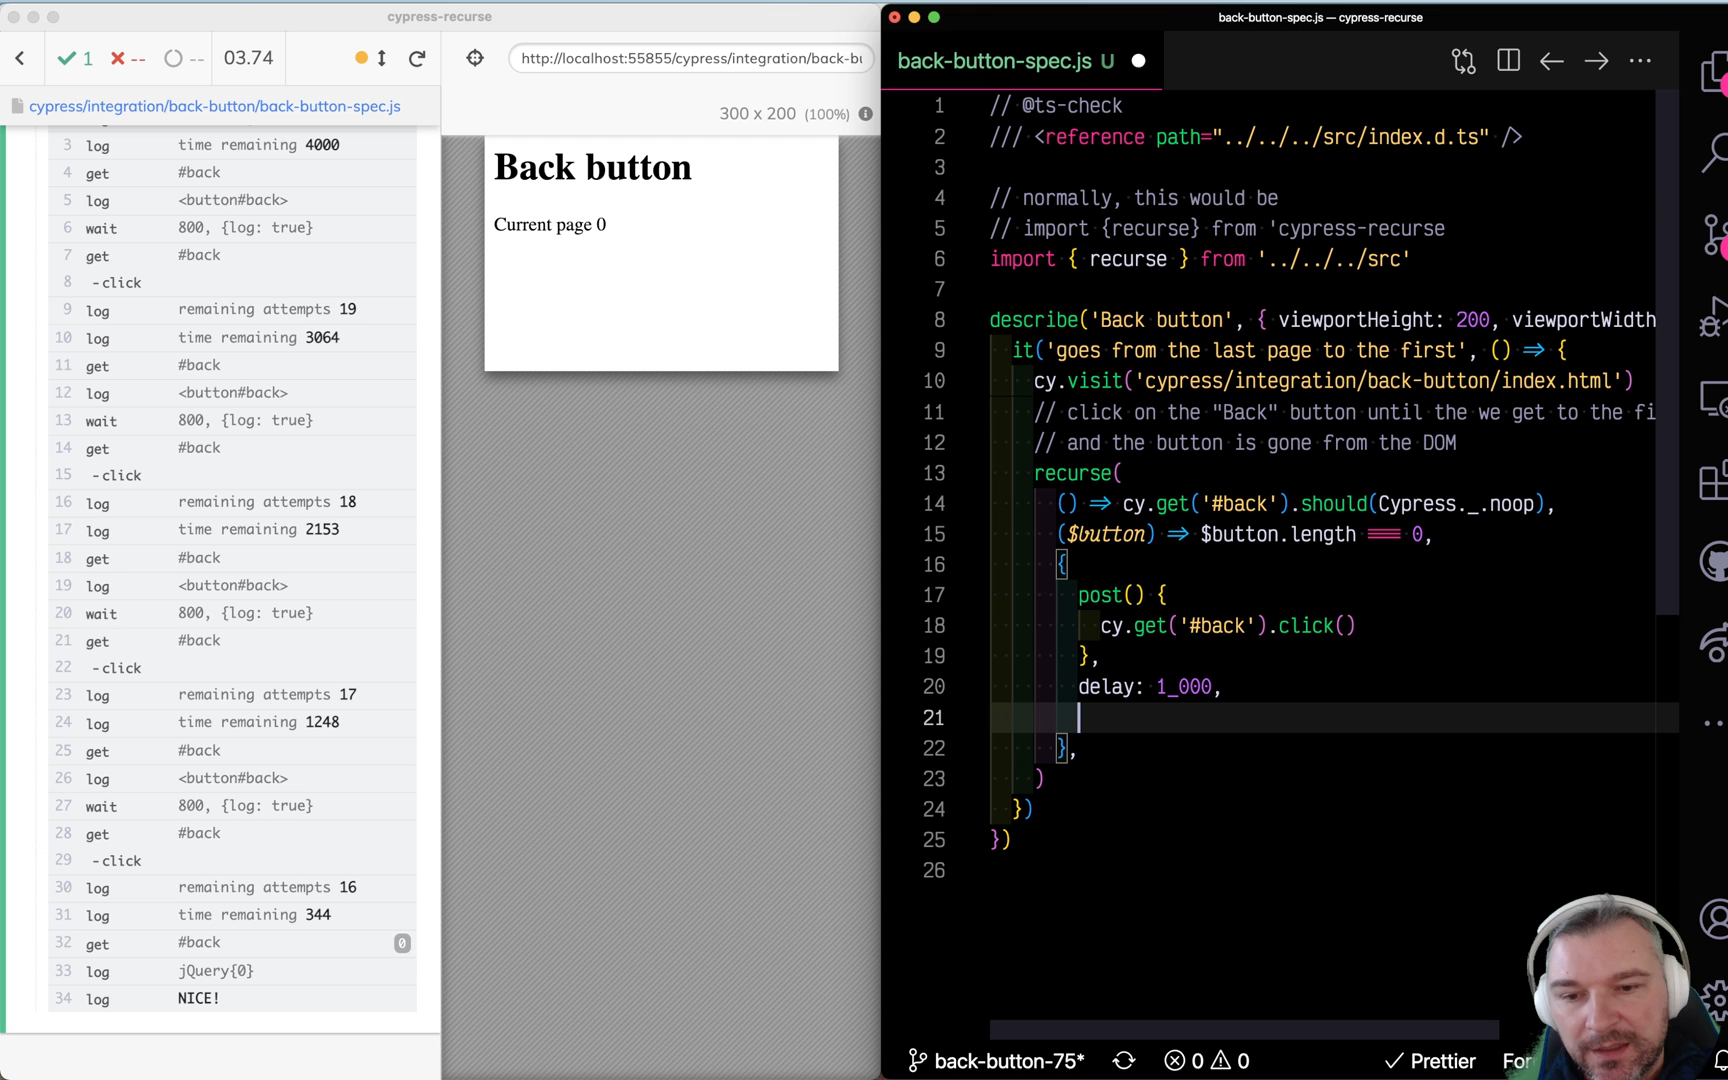 cypress-recurse
1 -- -- 03.74
cypress/integration/back-button/back-button-spec.js
3 log time remaining 4000
4 get #back
5 log <button#back>
6 wait 800, {log: true}
7 get #back
8 -click
9 log remaining attempts 19
10 log time remaining 3064
11 get #back
12 log <button#back>
13 wait 800, {log: true}
14 get #back
15 -click
16 log remaining attempts 18
17 log time remaining 2153
18 get #back
19 log <button#back>
20 wait 800, {log: true}
21 get #back
22 -click
23 log remaining attempts 17
24 log time remaining 1248
25 get #back
26 log <button#back>
27 wait 800, {log: true}
28 get #back
29 -click
30 log remaining attempts 16
31 log time remaining 344
32 get #back 0
33 log jQuery{0}
34 log NICE!
http://localhost:55855/cypress/integration/back-bu
300 x 200 (100%)
Back button
Current page 0
back-button-spec.js — cypress-recurse
back-button-spec.js U
1 // @ts-check
2 /// <reference path="../../../src/index.d.ts" />
3
4 // normally, this would be
5 // import {recurse} from 'cypress-recurse
6 import { recurse } from '../../../src'
7
8 describe('Back button', { viewportHeight: 200, viewportWidth
9 it('goes from the last page to the first', () => {
10 cy.visit('cypress/integration/back-button/index.html')
11 // click on the "Back" button until the we get to the fi
12 // and the button is gone from the DOM
13 recurse(
14 () => cy.get('#back').should(Cypress._.noop),
15 ($button) => $button.length === 0,
16 {
17 post() {
18 cy.get('#back').click()
19 },
20 delay: 1_000,
21
22 },
23 )
24 })
25 })
26
back-button-75* 0 0 Prettier For